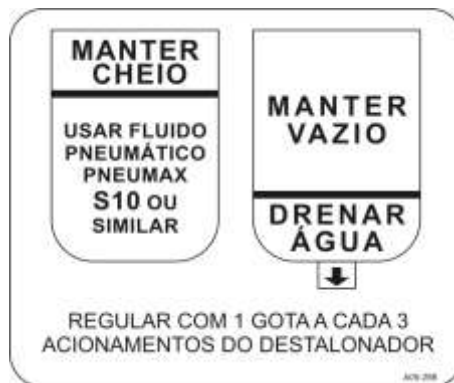 MANTER
CHEIO
USAR FLUIDO
PNEUMÁTICO
PNEUMAX
S10 OU
SIMILAR
MANTER
VAZIO
DRENAR
ÁGUA
REGULAR COM 1 GOTA A CADA 3
ACIONAMENTOS DO DESTALONADOR